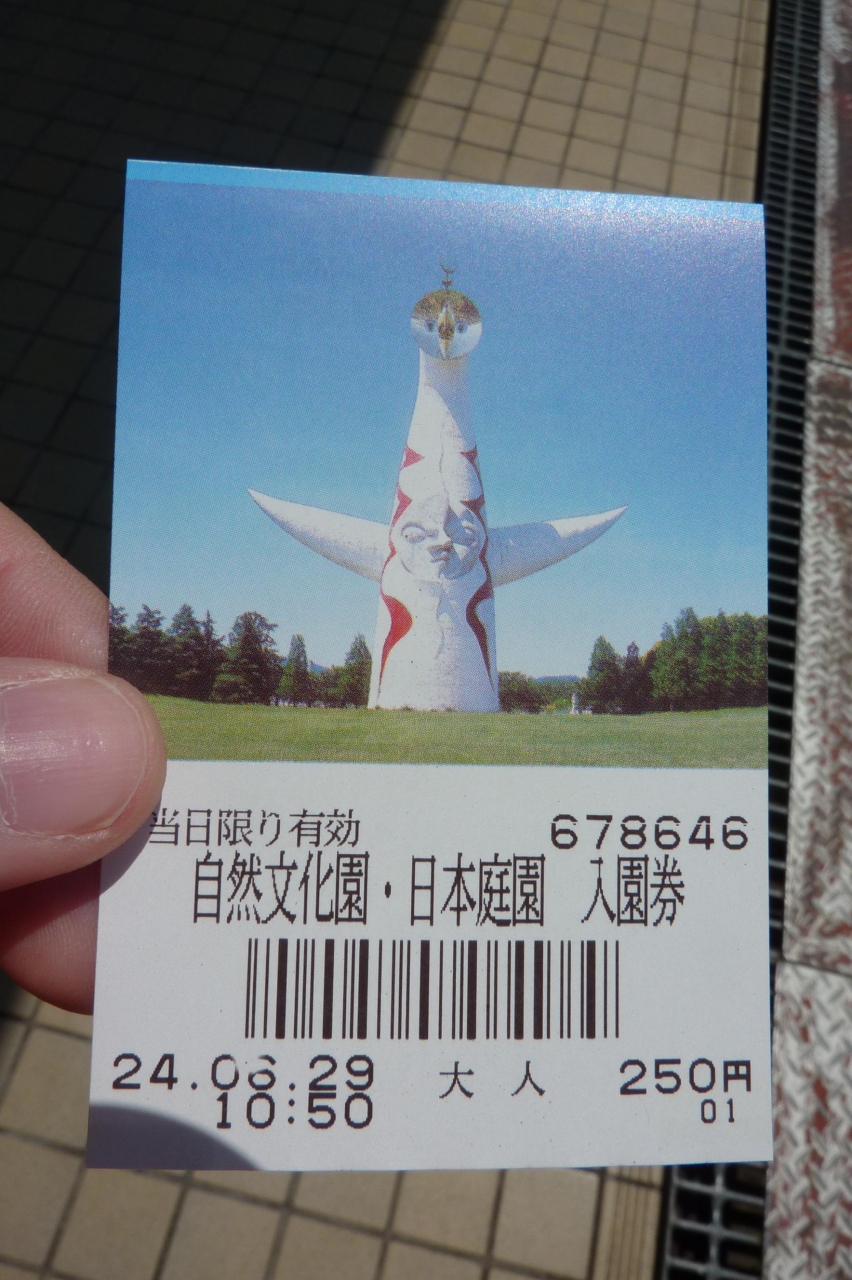 当日限り有効 678646
自然文化園・日本庭園 入園券
24.06.29 大人 250円
10:50 01